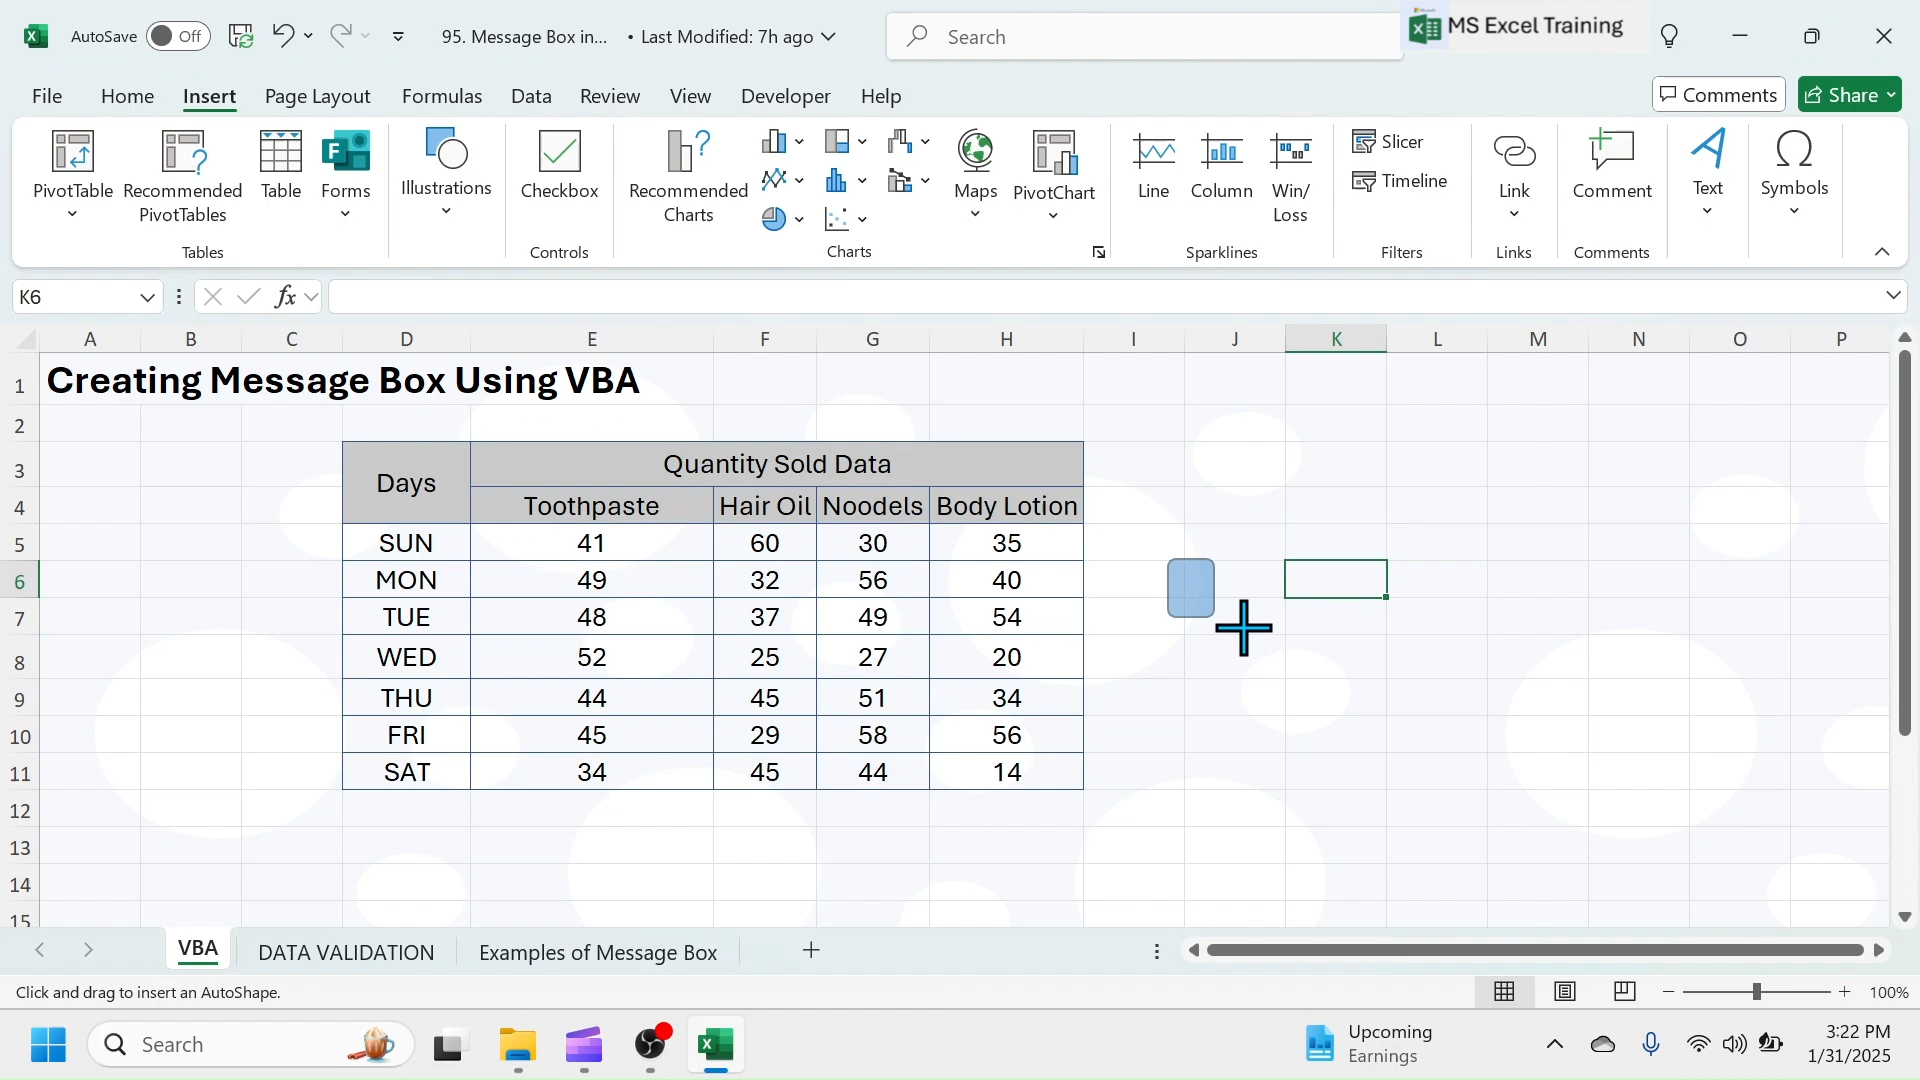 AutoSave Off 95. Message Box in... • Last Modified: 7h ago Search MS Excel Training
File Home Insert Page Layout Formulas Data Review View Developer Help Comments Share
PivotTable Recommended PivotTables Table Forms Illustrations Checkbox Recommended Charts Maps PivotChart Line Column Win/Loss Slicer Timeline Link Comment Text Symbols
Tables Controls Charts Sparklines Filters Links Comments
K6 fx
A B C D E F G H I J K L M N O P
1 Creating Message Box Using VBA
2
3 Days Quantity Sold Data
4 Toothpaste Hair Oil Noodels Body Lotion
5 SUN 41 60 30 35
6 MON 49 32 56 40
7 TUE 48 37 49 54
8 WED 52 25 27 20
9 THU 44 45 51 34
10 FRI 45 29 58 56
11 SAT 34 45 44 14
12
13
14
15
VBA DATA VALIDATION Examples of Message Box
Click and drag to insert an AutoShape. 100%
Search Upcoming 3:22 PM
Earnings 1/31/2025